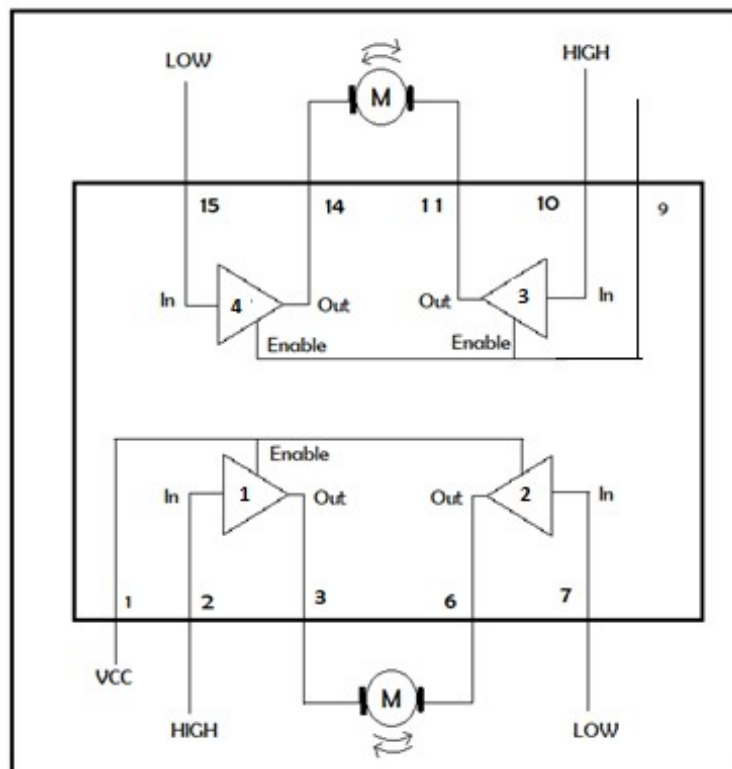 LOW
M
HIGH
15 14 11 10 9
In 4 Out Out 3 In
Enable Enable
Enable
In 1 Out Out 2 In
1 2 3 6 7
VCC
M
HIGH LOW